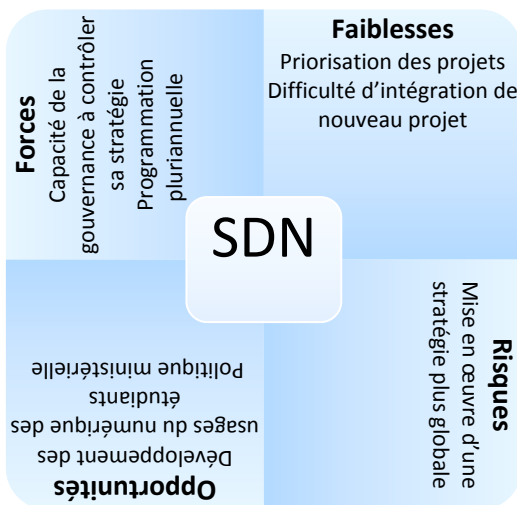 Forces
Capacité de la
gouvernance à contrôler
sa stratégie
Programmation
pluriannuelle
Faiblesses
Priorisation des projets
Difficulté d’intégration de
nouveau projet
SDN
Risques
Mise en œuvre d’une
stratégie plus globale
Opportunités
Développement des
usages du numérique des
étudiants
Politique ministérielle